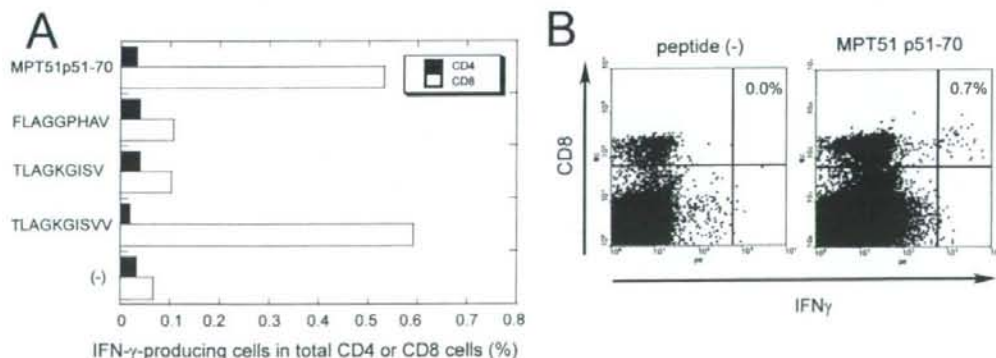 A
MPT51p51-70
FLAGGPHAV
TLAGKGISV
TLAGKGISVV
(-)
CD4
CD8
0 0.1 0.2 0.3 0.4 0.5 0.6 0.7 0.8
IFN-γ-producing cells in total CD4 or CD8 cells (%)
B
peptide (-) MPT51 p51-70
0.0% 0.7%
CD8
IFNγ